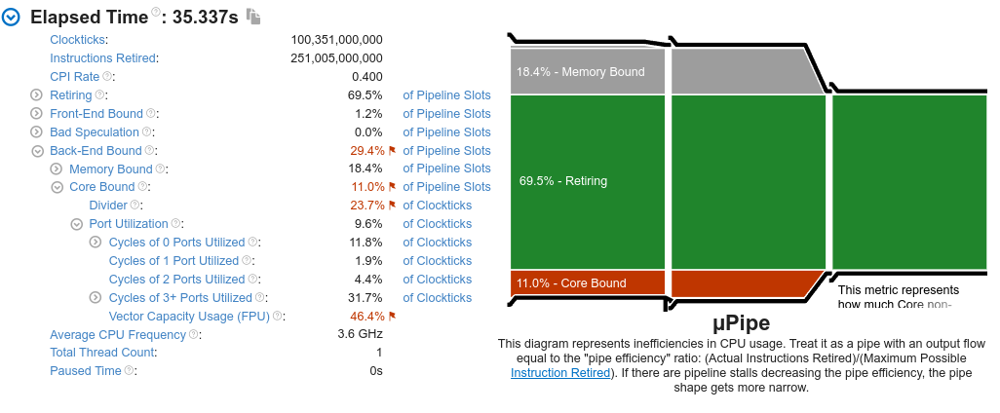 Elapsed Time: 35.337s
Clockticks: 100,351,000,000
Instructions Retired: 251,005,000,000
CPI Rate: 0.400
Retiring: 69.5% of Pipeline Slots
Front-End Bound: 1.2% of Pipeline Slots
Bad Speculation: 0.0% of Pipeline Slots
Back-End Bound: 29.4% of Pipeline Slots
Memory Bound: 18.4% of Pipeline Slots
Core Bound: 11.0% of Pipeline Slots
Divider: 23.7% of Clockticks
Port Utilization: 9.6% of Clockticks
Cycles of 0 Ports Utilized: 11.8% of Clockticks
Cycles of 1 Port Utilized: 1.9% of Clockticks
Cycles of 2 Ports Utilized: 4.4% of Clockticks
Cycles of 3+ Ports Utilized: 31.7% of Clockticks
Vector Capacity Usage (FPU): 46.4%
Average CPU Frequency: 3.6 GHz
Total Thread Count: 1
Paused Time: 0s
18.4% - Memory Bound
69.5% - Retiring
11.0% - Core Bound
This metric represents
how much Core non-
µPipe
This diagram represents inefficiencies in CPU usage. Treat it as a pipe with an output flow
equal to the "pipe efficiency" ratio: (Actual Instructions Retired)/(Maximum Possible
Instruction Retired). If there are pipeline stalls decreasing the pipe efficiency, the pipe
shape gets more narrow.